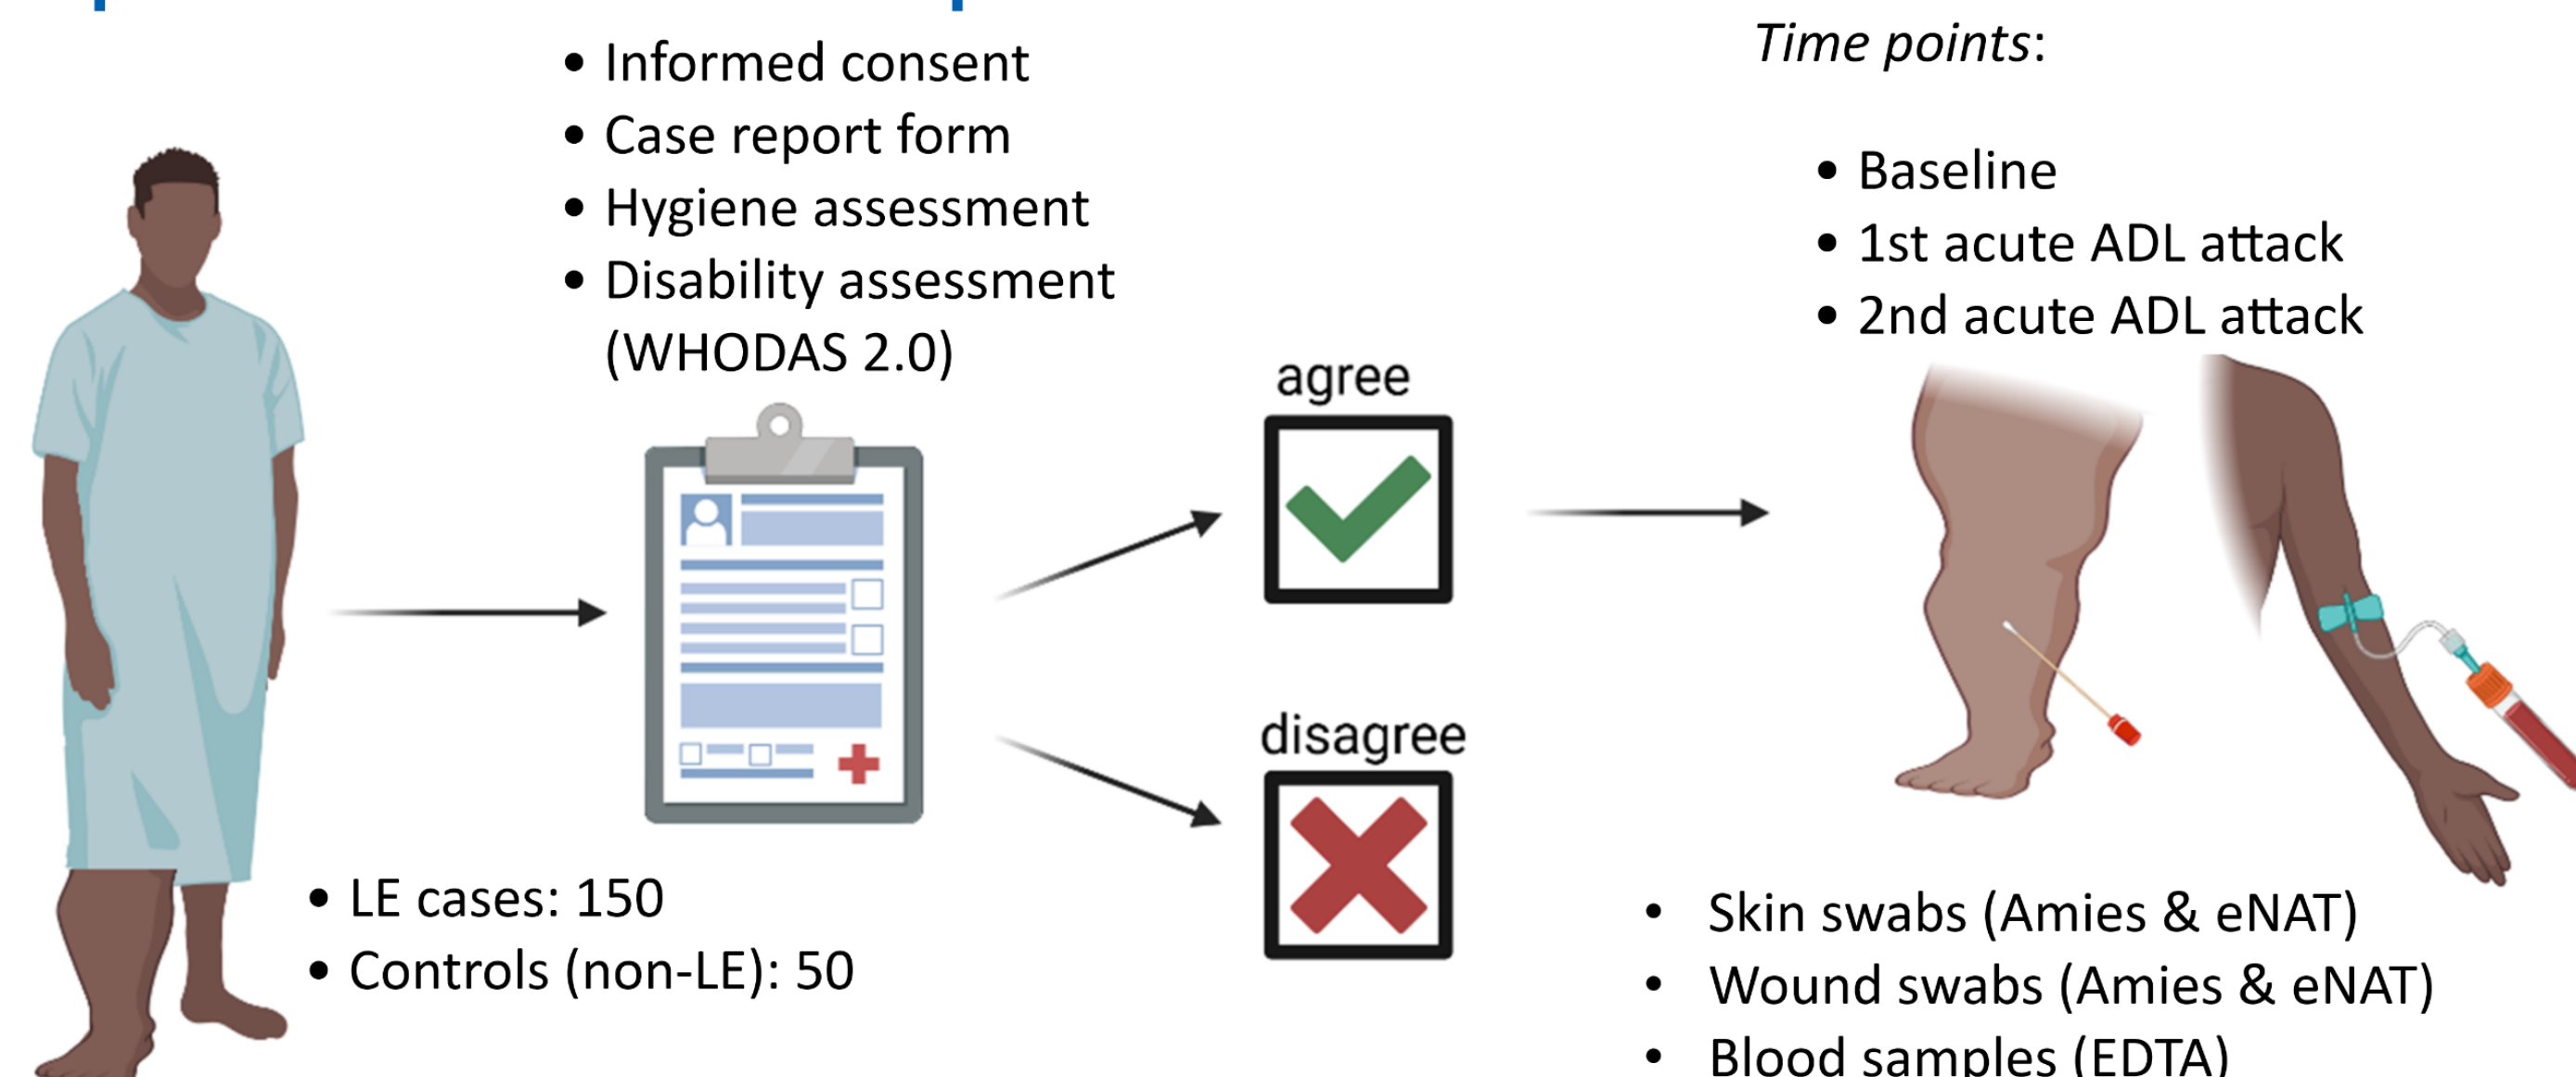 • Informed consent
• Case report form
• Hygiene assessment
• Disability assessment
(WHODAS 2.0)
Time points:
• Baseline
• 1st acute ADL attack
• 2nd acute ADL attack
agree
disagree
• LE cases: 150
• Controls (non-LE): 50
• Skin swabs (Amies & eNAT)
• Wound swabs (Amies & eNAT)
• Blood samples (EDTA)